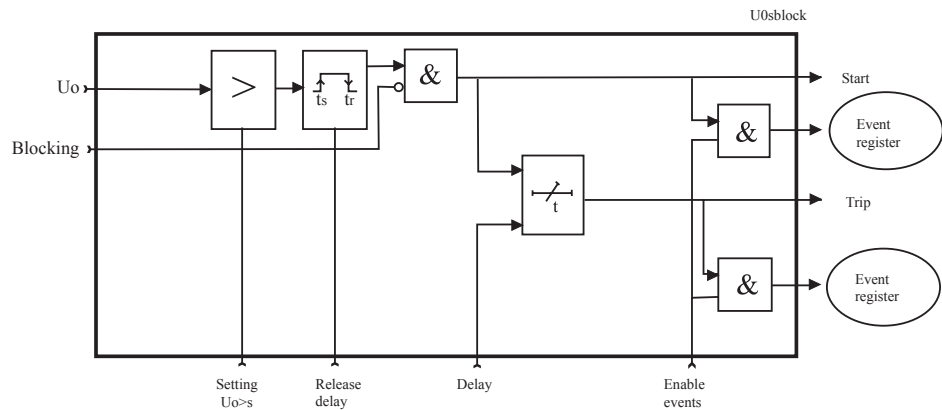 U0sblock
Uo
>
ts
tr
&
Start
Blocking
&
Event
register
t
Trip
&
Event
register
Setting
Uo>s
Release
delay
Delay
Enable
events